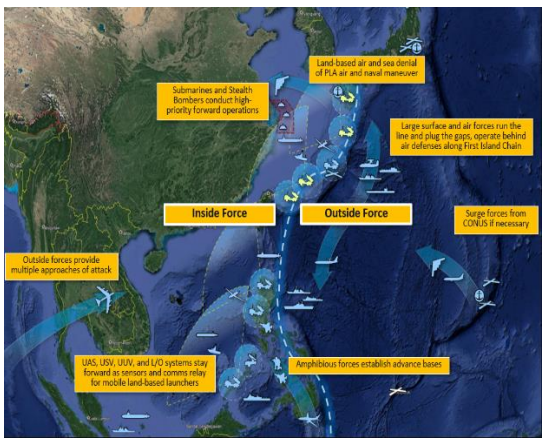 Land-based air and sea denial
of PLA air and naval maneuver
Submarines and Stealth
Bombers conduct high-
priority forward operations
Large surface and air forces run the
line and plug the gaps, operate behind
air defenses along First Island Chain
Inside Force
Outside Force
Surge forces from
CONUS if necessary
Outside forces provide
multiple approaches of attack
UAS, USV, UUV, and L/O systems stay
forward as sensors and comms relay
for mobile land-based launchers
Amphibious forces establish advance bases